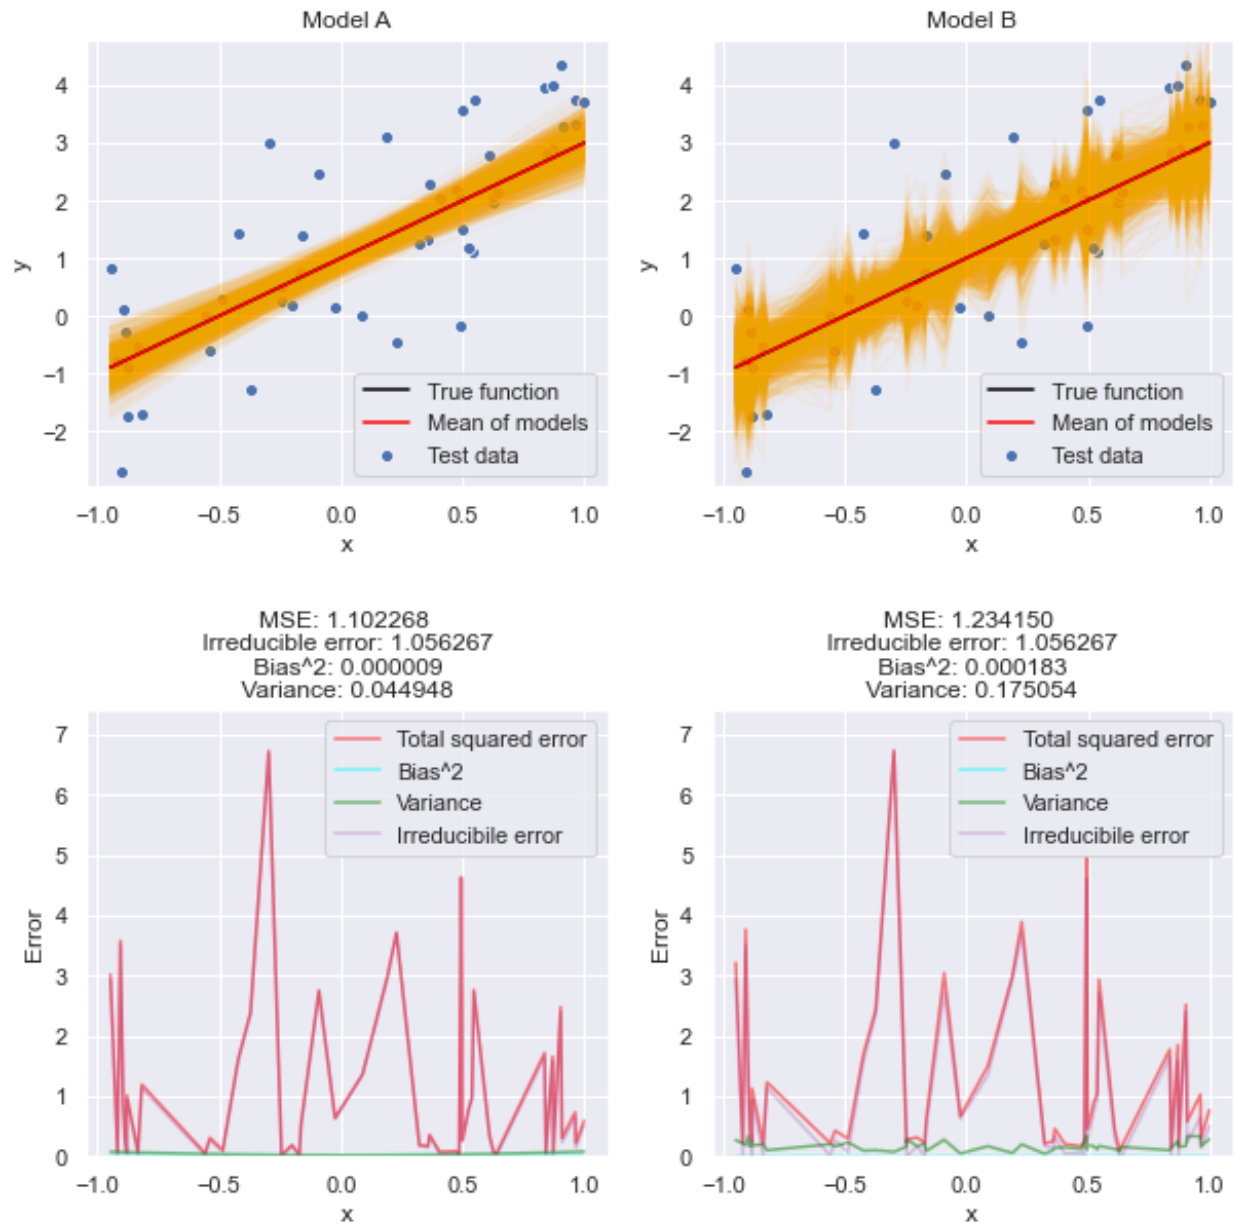 Model A
4
3
2
1
0
−1
−2
y
−1.0 −0.5 0.0 0.5 1.0
x
True function
Mean of models
Test data
Model B
4
3
2
1
0
−1
−2
y
−1.0 −0.5 0.0 0.5 1.0
x
True function
Mean of models
Test data
MSE: 1.102268
Irreducible error: 1.056267
Bias^2: 0.000009
Variance: 0.044948
7
6
5
4
3
2
1
0
Error
−1.0 −0.5 0.0 0.5 1.0
x
Total squared error
Bias^2
Variance
Irreducibile error
MSE: 1.234150
Irreducible error: 1.056267
Bias^2: 0.000183
Variance: 0.175054
7
6
5
4
3
2
1
0
Error
−1.0 −0.5 0.0 0.5 1.0
x
Total squared error
Bias^2
Variance
Irreducibile error